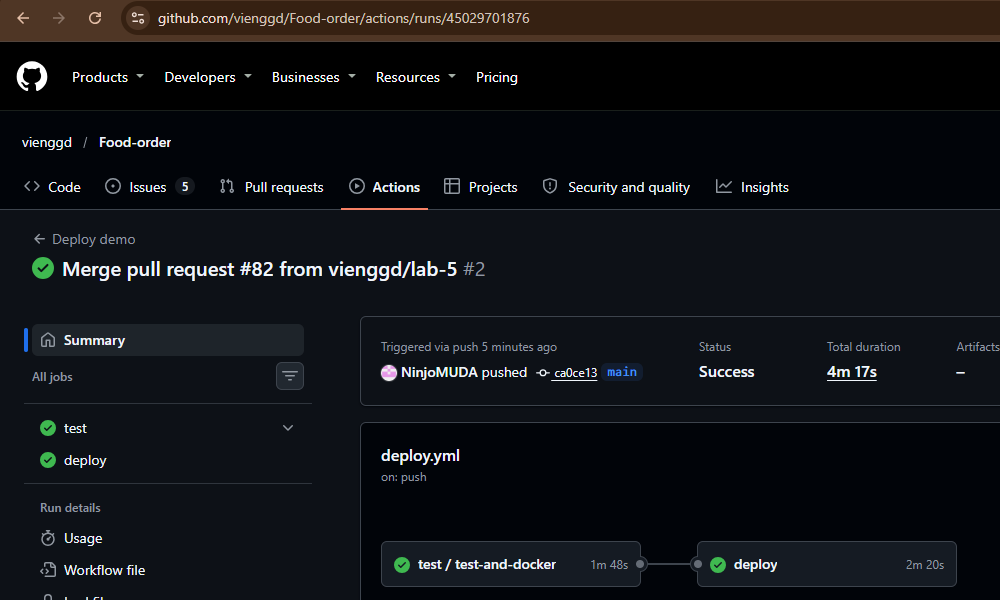 github.com/vienggd/Food-order/actions/runs/45029701876
Products Developers Businesses Resources Pricing
vienggd / Food-order
Code Issues 5 Pull requests Actions Projects Security and quality Insights
Deploy demo
Merge pull request #82 from vienggd/lab-5 #2
Summary
All jobs
test
deploy
Run details
Usage
Workflow file
Triggered via push 5 minutes ago
NinjoMUDA pushed ca0ce13 main
Status
Success
Total duration
4m 17s
Artifacts
–
deploy.yml
on: push
test / test-and-docker 1m 48s
deploy 2m 20s